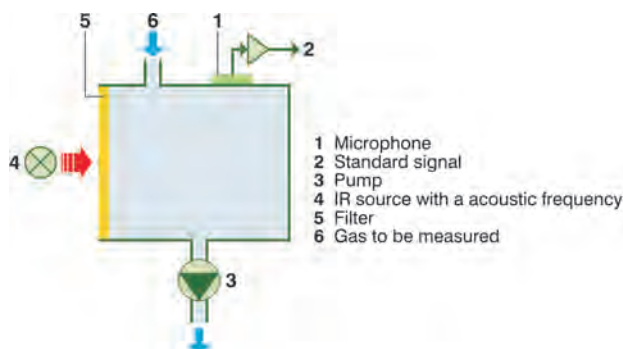 5 6 1
2
4
3
1 Microphone
2 Standard signal
3 Pump
4 IR source with a acoustic frequency
5 Filter
6 Gas to be measured